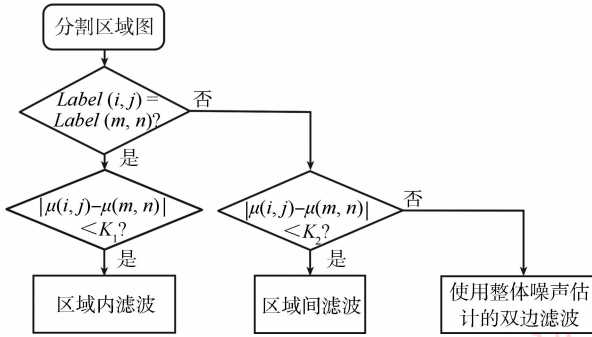 分割区域图
Label (i, j) =
Label (m, n)?
否
是
|μ(i, j)−μ(m, n)|
<K₁?
|μ(i, j)−μ(m, n)|
<K₂?
否
是
是
区域内滤波
区域间滤波
使用整体噪声估
计的双边滤波